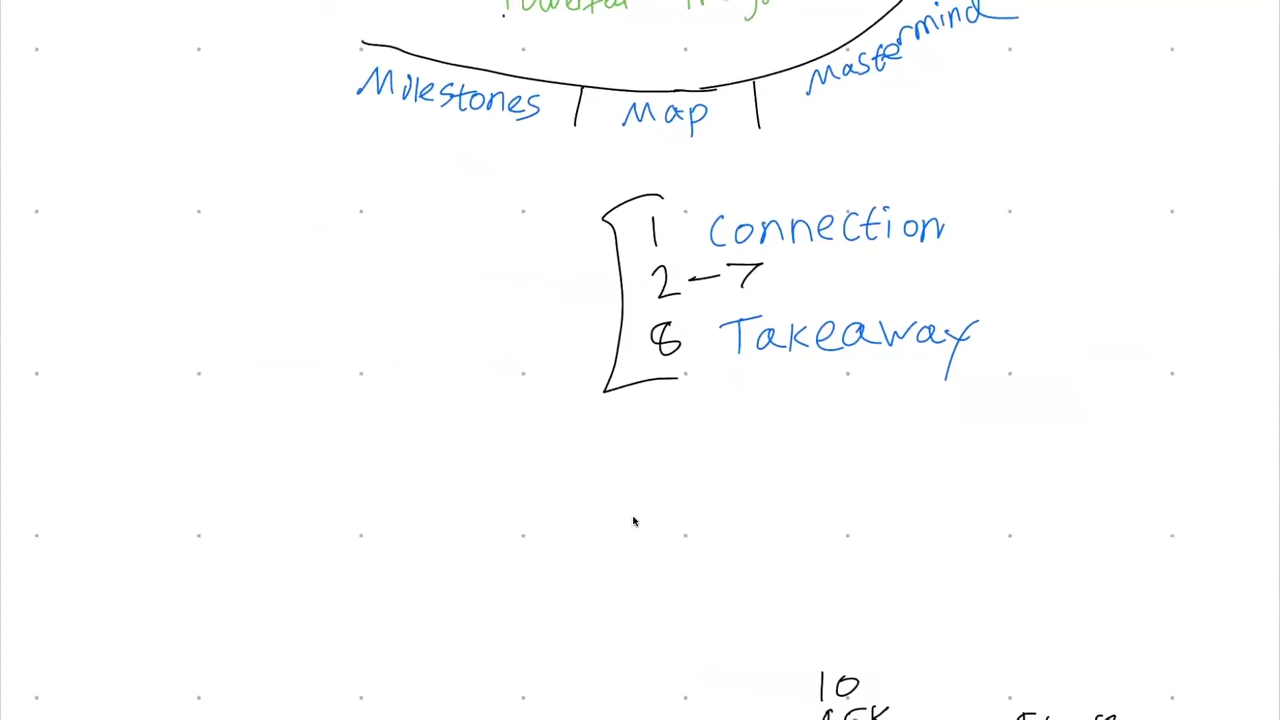 Mastermind
Milestones | Map |
1 Connection
2-7
8 Takeaway
10